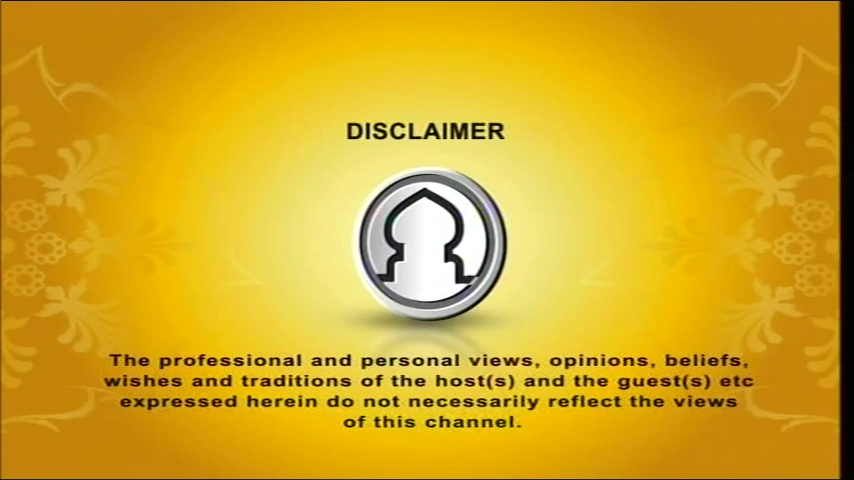 DISCLAIMER
The professional and personal views, opinions, beliefs,
wishes and traditions of the host(s) and the guest(s) etc
expressed herein do not necessarily reflect the views
of this channel.